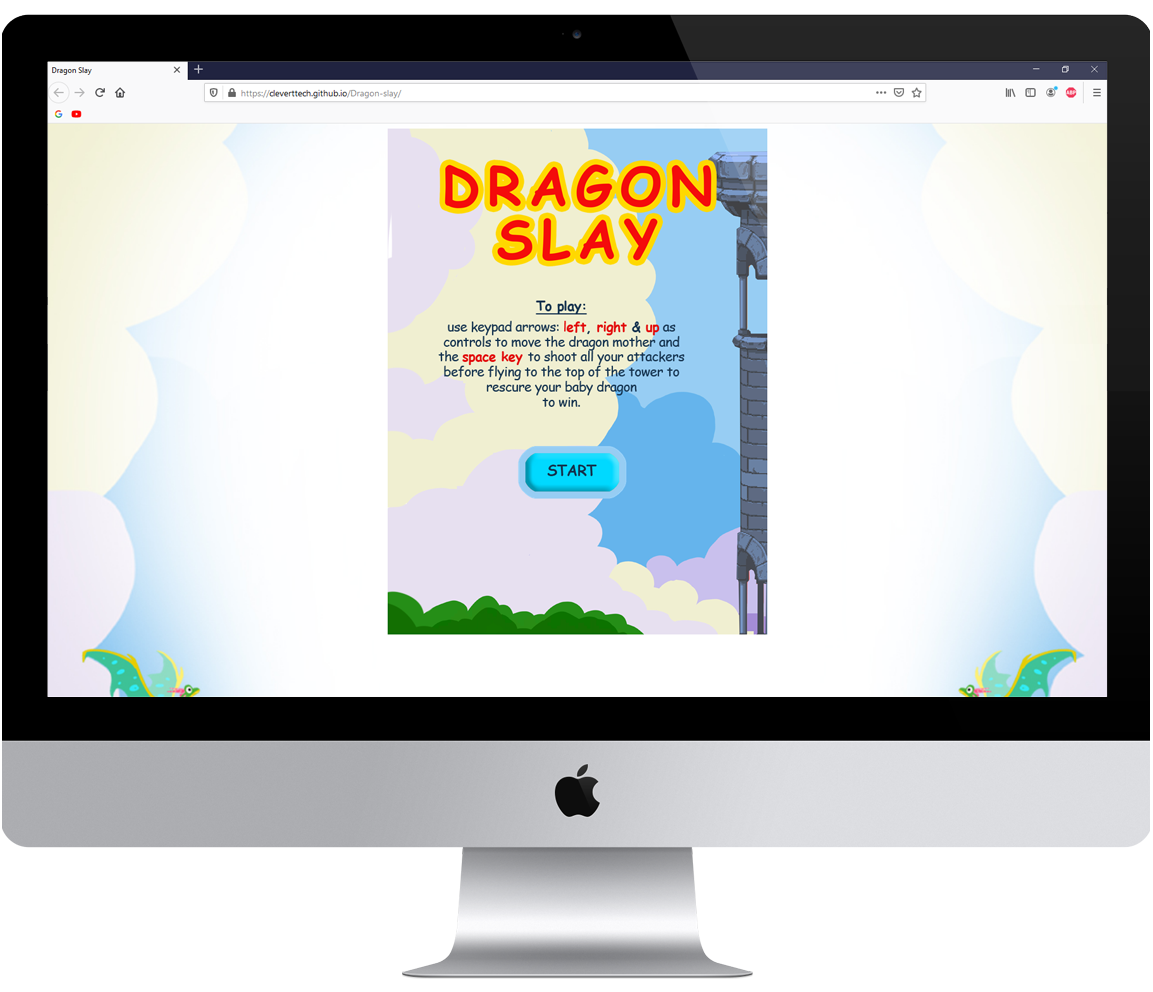 Dragon Slay
https://cleverttech.github.io/Dragon-slay/
ABP
DRAGON
SLAY
To play:
use keypad arrows: left, right & up as
controls to move the dragon mother and
the space key to shoot all your attackers
before flying to the top of the tower to
rescure your baby dragon
to win.
START